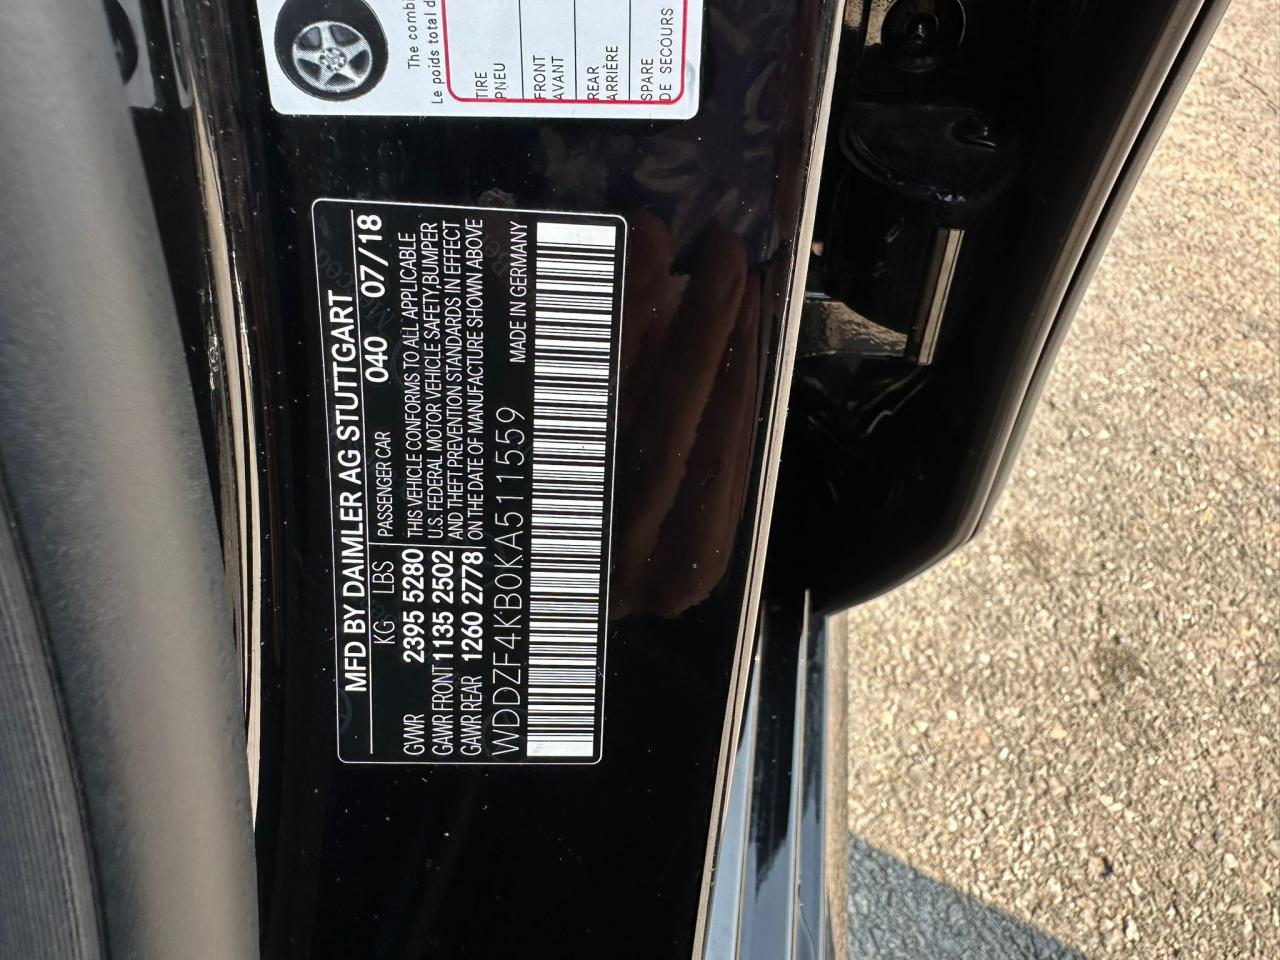 MFD BY DAIMLER AG STUTTGART
KG LBS PASSENGER CAR 040 07/18
GVWR 2395 5280 THIS VEHICLE CONFORMS TO ALL APPLICABLE
GAWR FRONT 1135 2502 U.S. FEDERAL MOTOR VEHICLE SAFETY,BUMPER
AND THEFT PREVENTION STANDARDS IN EFFECT
GAWR REAR 1260 2778 ON THE DATE OF MANUFACTURE SHOWN ABOVE
WDDZF4KB0KA511559 MADE IN GERMANY
The combi
Le poids total d
TIRE
PNEU
FRONT
AVANT
REAR
ARRIÈRE
SPARE
DE SECOURS